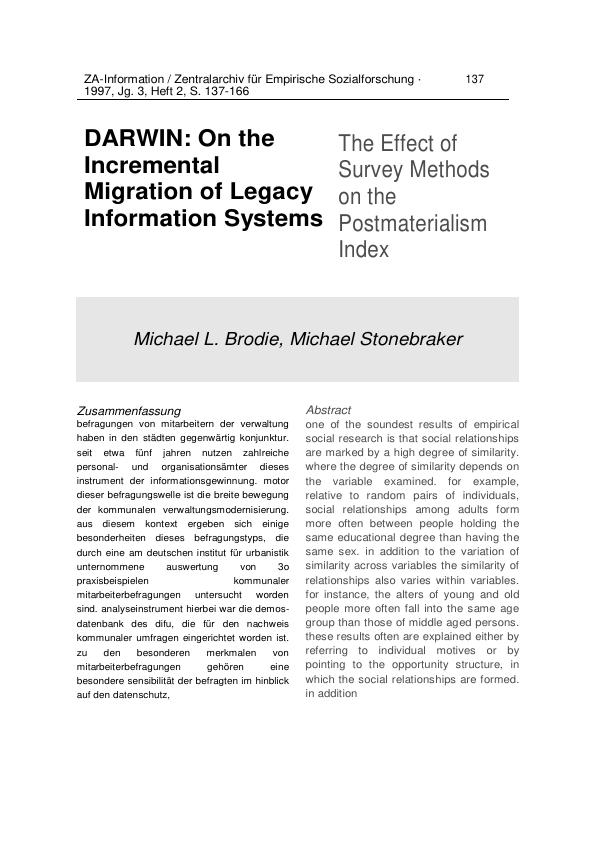 ZA-Information / Zentralarchiv für Empirische Sozialforschung · 137
1997, Jg. 3, Heft 2, S. 137-166
DARWIN: On the
Incremental
Migration of Legacy
Information Systems
The Effect of
Survey Methods
on the
Postmaterialism
Index
Michael L. Brodie, Michael Stonebraker
Zusammenfassung
befragungen von mitarbeitern der verwaltung
haben in den städten gegenwärtig konjunktur.
seit etwa fünf jahren nutzen zahlreiche
personal- und organisationsämter dieses
instrument der informationsgewinnung. motor
dieser befragungswelle ist die breite bewegung
der kommunalen verwaltungsmodernisierung.
aus diesem kontext ergeben sich einige
besonderheiten dieses befragungstyps, die
durch eine am deutschen institut für urbanistik
unternommene auswertung von 3o
praxisbeispielen kommunaler
mitarbeiterbefragungen untersucht worden
sind. analyseinstrument hierbei war die demos-
datenbank des difu, die für den nachweis
kommunaler umfragen eingerichtet worden ist.
zu den besonderen merkmalen von
mitarbeiterbefragungen gehören eine
besondere sensibilität der befragten im hinblick
auf den datenschutz,
Abstract
one of the soundest results of empirical
social research is that social relationships
are marked by a high degree of similarity.
where the degree of similarity depends on
the variable examined. for example,
relative to random pairs of individuals,
social relationships among adults form
more often between people holding the
same educational degree than having the
same sex. in addition to the variation of
similarity across variables the similarity of
relationships also varies within variables.
for instance, the alters of young and old
people more often fall into the same age
group than those of middle aged persons.
these results often are explained either by
referring to individual motives or by
pointing to the opportunity structure, in
which the social relationships are formed.
in addition